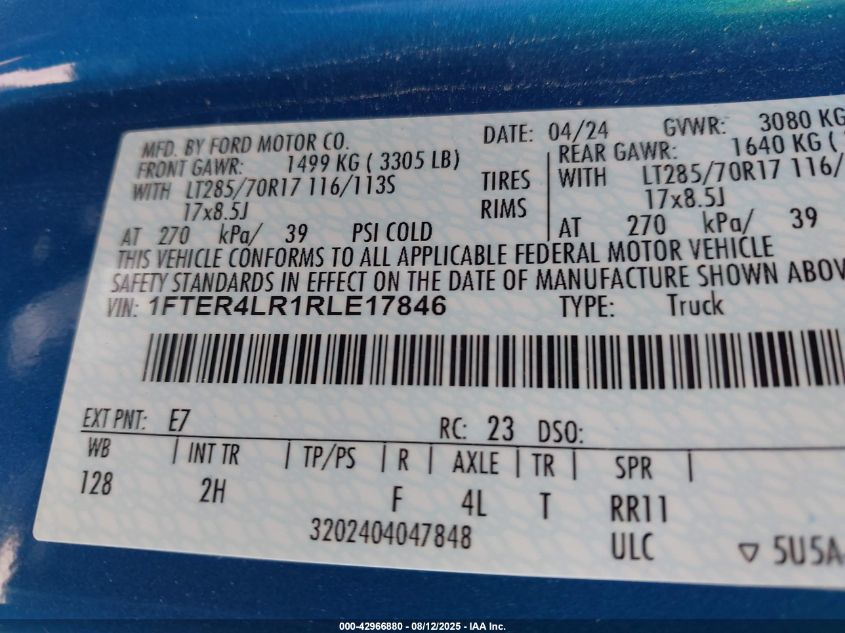 MFD. BY FORD MOTOR CO.
DATE: 04/24 GVWR: 3080 KG
FRONT GAWR: 1499 KG ( 3305 LB) REAR GAWR: 1640 KG (
WITH LT285/70R17 116/113S TIRES WITH LT285/70R17 116/
17x8.5J RIMS 17x8.5J
AT 270 kPa/ 39 PSI COLD AT 270 kPa/ 39
THIS VEHICLE CONFORMS TO ALL APPLICABLE FEDERAL MOTOR VEHICLE
SAFETY STANDARDS IN EFFECT ON THE DATE OF MANUFACTURE SHOWN ABOV
VIN: 1FTER4LR1RLE17846 TYPE: Truck
EXT PNT: E7 RC: 23 DSO:
WB INT TR TP/PS R AXLE TR SPR
128 2H F 4L T RR11
3202404047848 ULC ▽ 5U5A
000-42966880 - 08/12/2025 - IAA Inc.